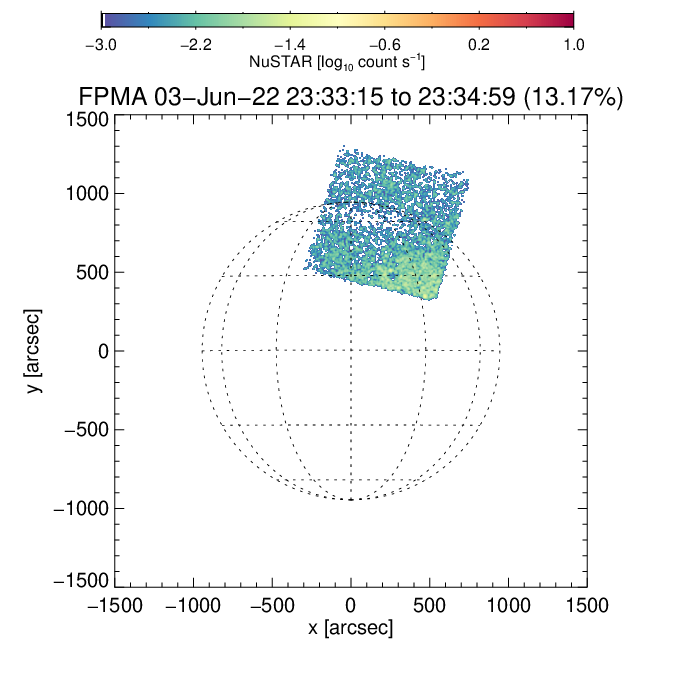 −3.0 −2.2 −1.4 −0.6 0.2 1.0
NuSTAR [log₁₀ count s⁻¹]
FPMA 03−Jun−22 23:33:15 to 23:34:59 (13.17%)
1500
1000
500
0
−500
−1000
−1500
y [arcsec]
−1500 −1000 −500 0 500 1000 1500
x [arcsec]